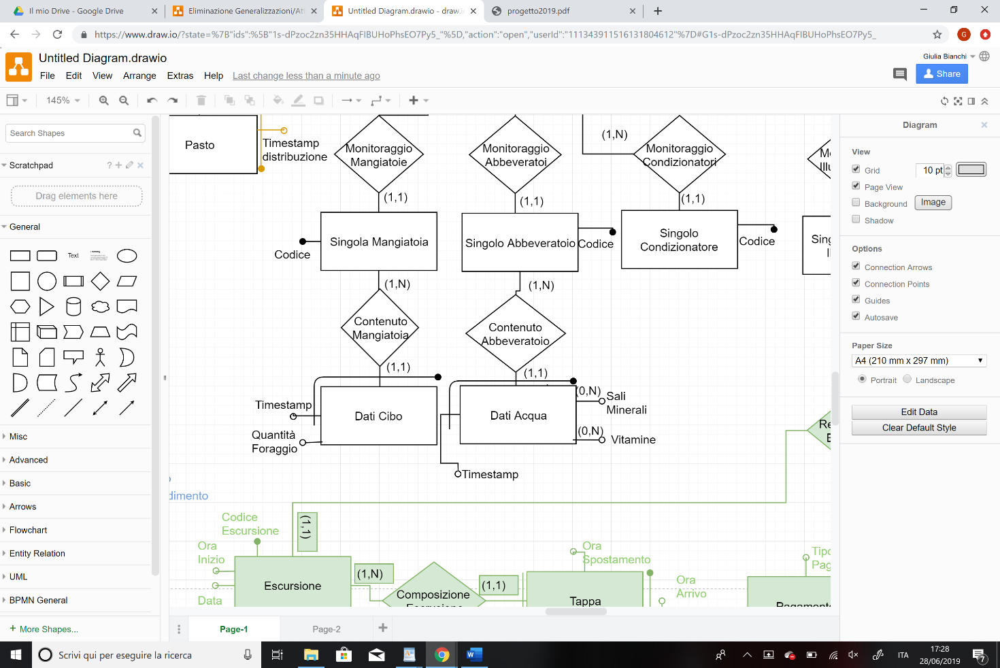 Il mio Drive - Google Drive
Eliminazione Generalizzazioni/Att
Untitled Diagram.drawio - draw.i
progetto2019.pdf
https://www.draw.io/?state=%7B"ids":%5B"1s-dPzoc2zn35HHAqFIBUHoPhsEO7Py5_"%5D,"action":"open","userId":"111343911516131804612"%7D#G1s-dPzoc2zn35HHAqFIBUHoPhsEO7Py5_
G
Untitled Diagram.drawio
Giulia Bianchi
File Edit View Arrange Extras Help Last change less than a minute ago
Share
145%
Search Shapes
Scratchpad
?
Drag elements here
General
Text
Misc
Advanced
Basic
Arrows
Flowchart
Entity Relation
UML
BPMN General
+ More Shapes...
Pasto
Timestamp
distribuzione
Monitoraggio
Mangiatoie
Monitoraggio
Abbeveratoi
(1,N)
Monitoraggio
Condizionatori
Illu
(1,1)
(1,1)
(1,1)
Singola Mangiatoia
Codice
Singolo Abbeveratoio
Codice
Singolo
Condizionatore
Codice
Sing
(1,N)
(1,N)
Contenuto
Mangiatoia
Contenuto
Abbeveratoio
(1,1)
(1,1)
Timestamp
Quantità
Foraggio
Dati Cibo
Dati Acqua
(0,N)
Sali
Minerali
(0,N)
Vitamine
Timestamp
Re
E
dimento
Codice
Escursione
(1,1)
Ora
Inizio
Data
Escursione
(1,N)
Composizione
Escursione
(1,1)
Ora
Spostamento
Tappa
Ora
Arrivo
Tipo
Pag
Pagamento
Page-1
Page-2
Diagram
View
Grid
10 pt
Page View
Background
Image
Shadow
Options
Connection Arrows
Connection Points
Guides
Autosave
Paper Size
A4 (210 mm x 297 mm)
Portrait
Landscape
Edit Data
Clear Default Style
Scrivi qui per eseguire la ricerca
ITA
17:28
28/06/2019
7